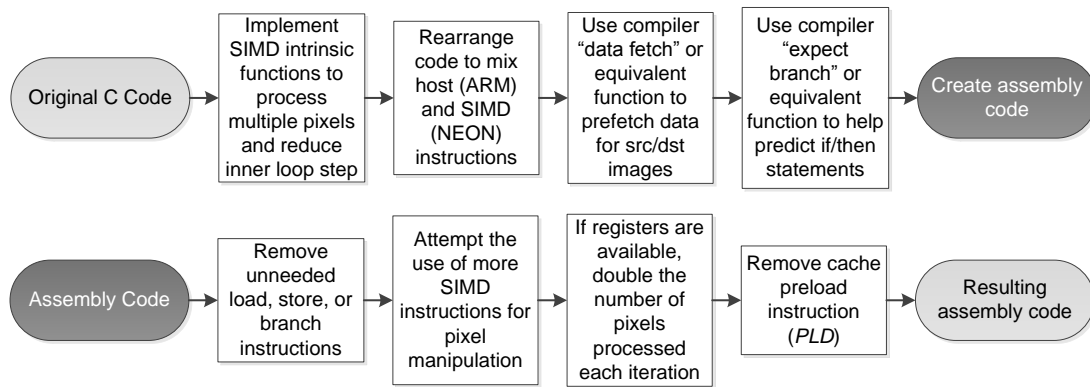 Original C Code
Implement
SIMD intrinsic
functions to
process
multiple pixels
and reduce
inner loop step
Rearrange
code to mix
host (ARM)
and SIMD
(NEON)
instructions
Use compiler
“data fetch” or
equivalent
function to
prefetch data
for src/dst
images
Use compiler
“expect
branch” or
equivalent
function to help
predict if/then
statements
Create assembly
code
Assembly Code
Remove
unneeded
load, store, or
branch
instructions
Attempt the
use of more
SIMD
instructions for
pixel
manipulation
If registers are
available,
double the
number of
pixels
processed
each iteration
Remove cache
preload
instruction
(PLD)
Resulting
assembly code